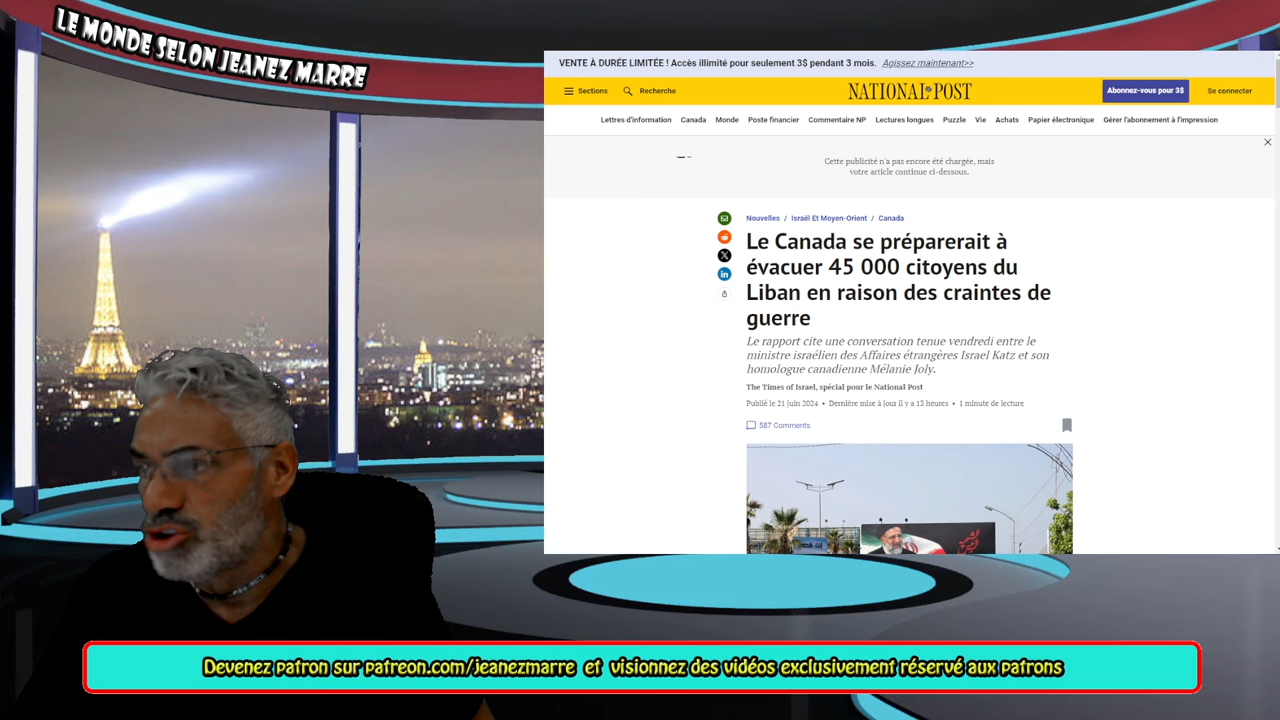 LE MONDE SELON JEANEZ MARRE
VENTE À DURÉE LIMITÉE ! Accès illimité pour seulement 3$ pendant 3 mois. Agissez maintenant>>
Sections
Recherche
NATIONAL POST
Abonnez-vous pour 3$
Se connecter
Lettres d'information Canada Monde Poste financier Commentaire NP Lectures longues Puzzle Vie Achats Papier électronique Gérer l'abonnement à l'impression
Cette publicité n'a pas encore été chargée, mais
votre article continue ci-dessous.
Nouvelles / Israël Et Moyen-Orient / Canada
Le Canada se préparerait à
évacuer 45 000 citoyens du
Liban en raison des craintes de
guerre
Le rapport cite une conversation tenue vendredi entre le
ministre israélien des Affaires étrangères Israel Katz et son
homologue canadienne Mélanie Joly.
The Times of Israel, spécial pour le National Post
Publié le 21 juin 2024 • Dernière mise à jour il y a 13 heures • 1 minute de lecture
587 Comments
Devenez patron sur patreon.com/jeanezmarre et visionnez des vidéos exclusivement réservé aux patrons